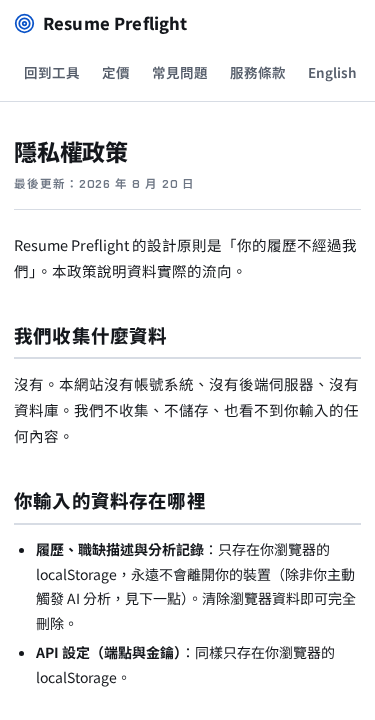 Resume Preflight
回到工具 定價 常見問題 服務條款 English
隱私權政策
最後更新：2026 年 8 月 20 日
Resume Preflight 的設計原則是「你的履歷不經過我
們」。本政策說明資料實際的流向。
我們收集什麼資料
沒有。本網站沒有帳號系統、沒有後端伺服器、沒有
資料庫。我們不收集、不儲存、也看不到你輸入的任
何內容。
你輸入的資料存在哪裡
• 履歷、職缺描述與分析記錄：只存在你瀏覽器的
localStorage，永遠不會離開你的裝置（除非你主動
觸發 AI 分析，見下一點）。清除瀏覽器資料即可完全
刪除。
• API 設定（端點與金鑰）：同樣只存在你瀏覽器的
localStorage。